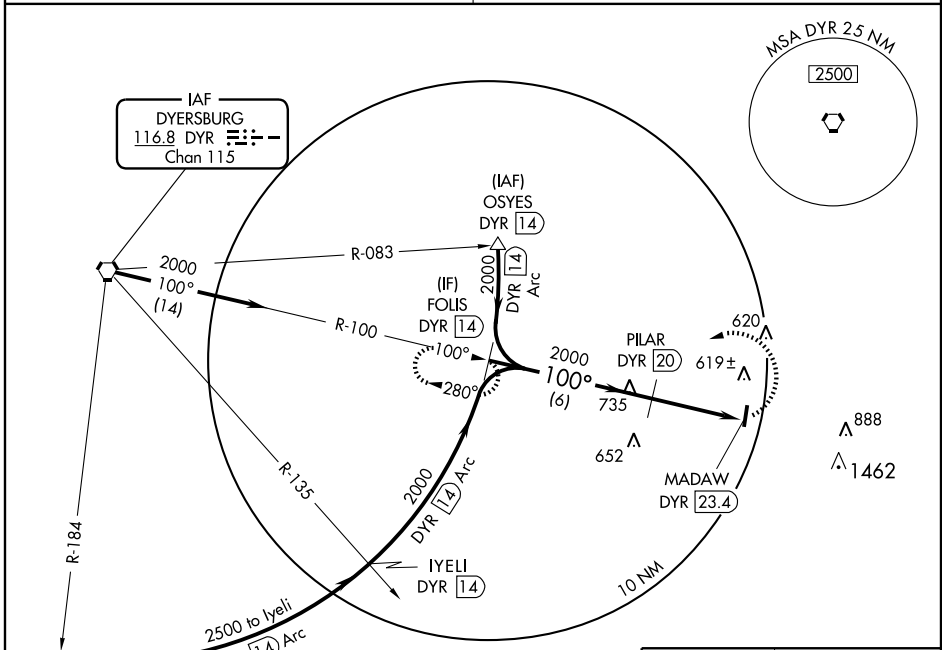 MSA DYR 25 NM
2500
IAF
DYERSBURG
116.8 DYR
Chan 115
(IAF)
OSYES
DYR 14
R-083
2000
100°
(14)
2000
DYR 14 Arc
(IF)
FOLIS
DYR 14
R-100
100°
280°
2000
100°
(6)
PILAR
DYR 20
620
619±
735
652
888
1462
MADAW
DYR 23.4
R-135
R-184
2000
DYR 14 Arc
IYELI
DYR 14
10 NM
2500 to Iyeli
14 Arc